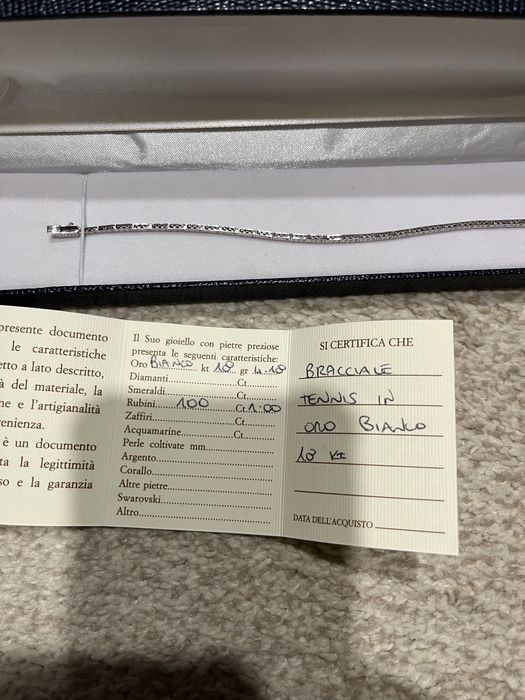 presente documento
le caratteristiche
etto a lato descritto,
à del materiale, la
ne e l'artigianalità
venienza.
è un documento
ta la legittimità
so e la garanzia
Il Suo gioiello con pietre preziose
presenta le seguenti caratteristiche:
Oro BIANCO kt 18 gr 4.18
Diamanti....................Ct.
Smeraldi....................Ct.
Rubini....100....Ct.1.00
Zaffiri....................Ct.
Acquamarine....................Ct.
Perle coltivate mm....................
Argento....................
Corallo....................
Altre pietre....................
Swarovski....................
Altro....................
SI CERTIFICA CHE
BRACCIALE
TENNIS IN
ORO BIANCO
18 Kt
DATA DELL'ACQUISTO